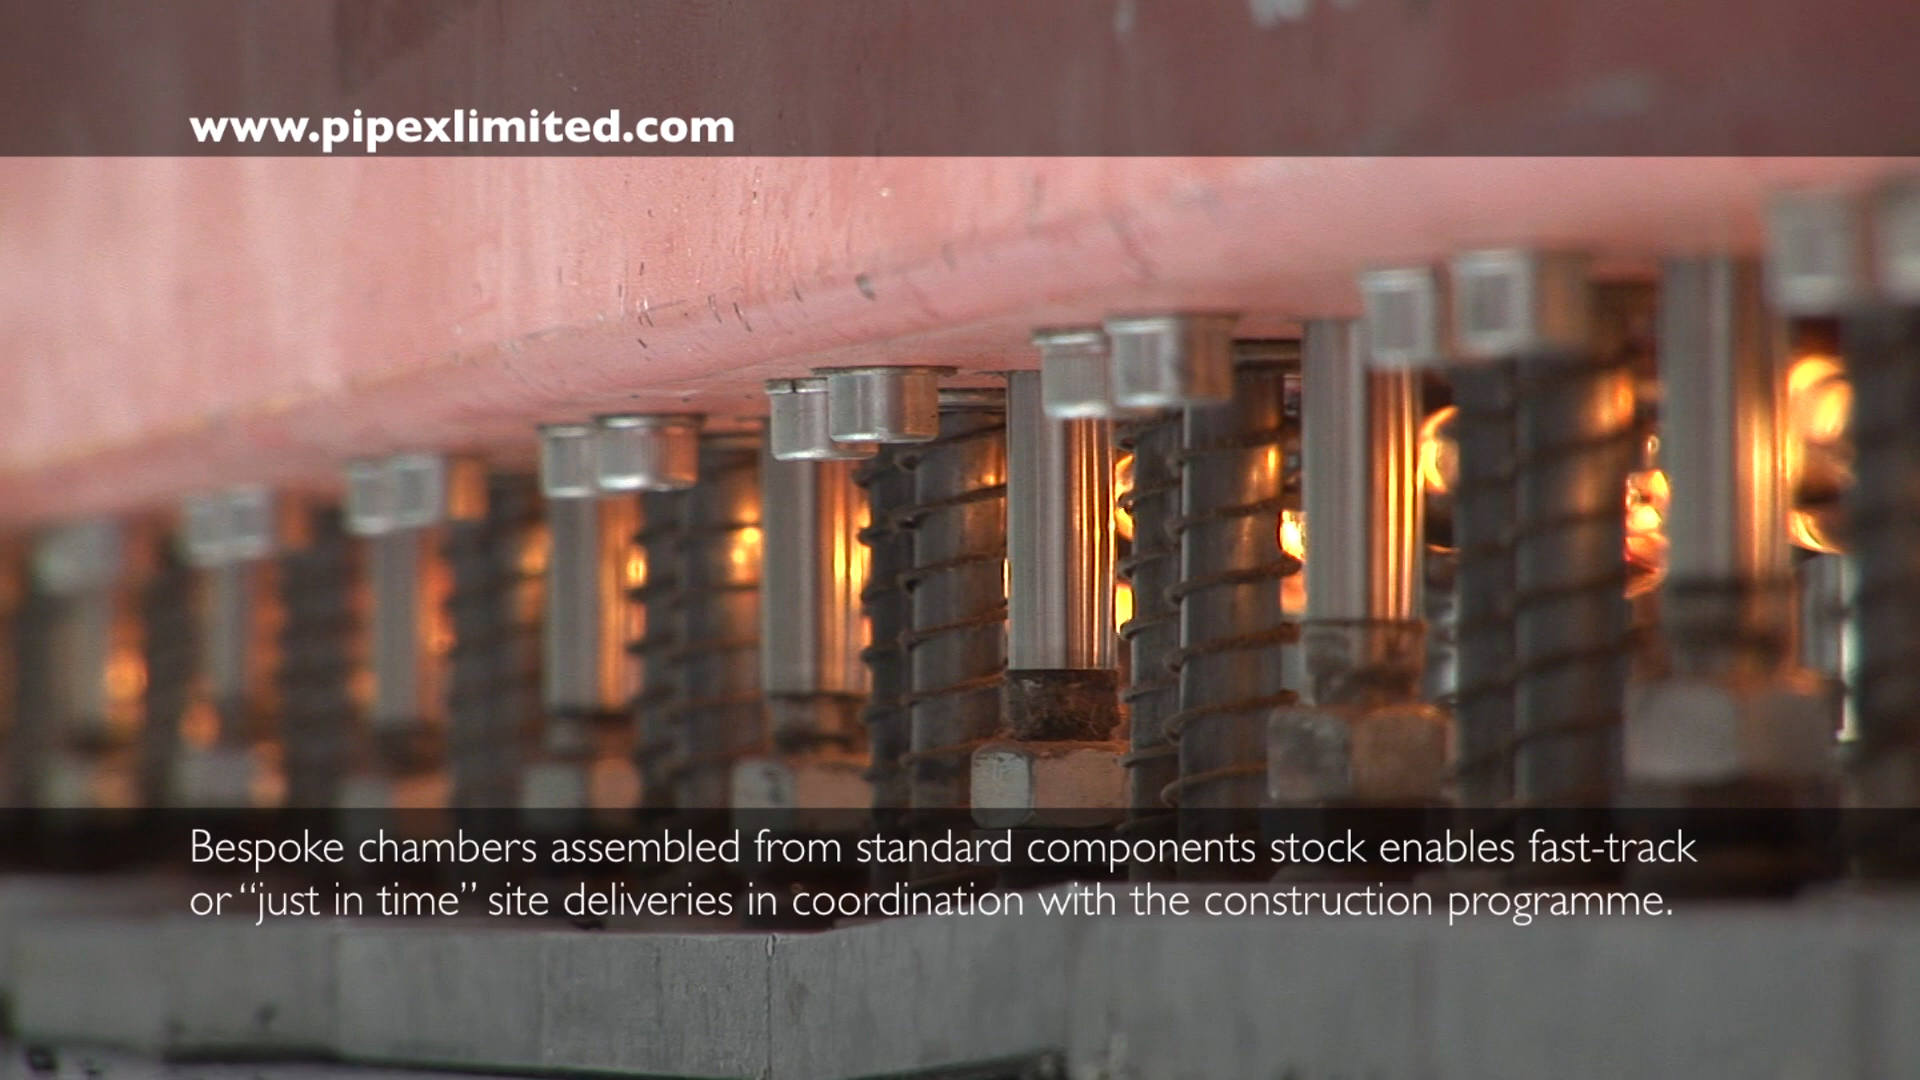 www.pipexlimited.com
Bespoke chambers assembled from standard components stock enables fast-track
or “just in time” site deliveries in coordination with the construction programme.